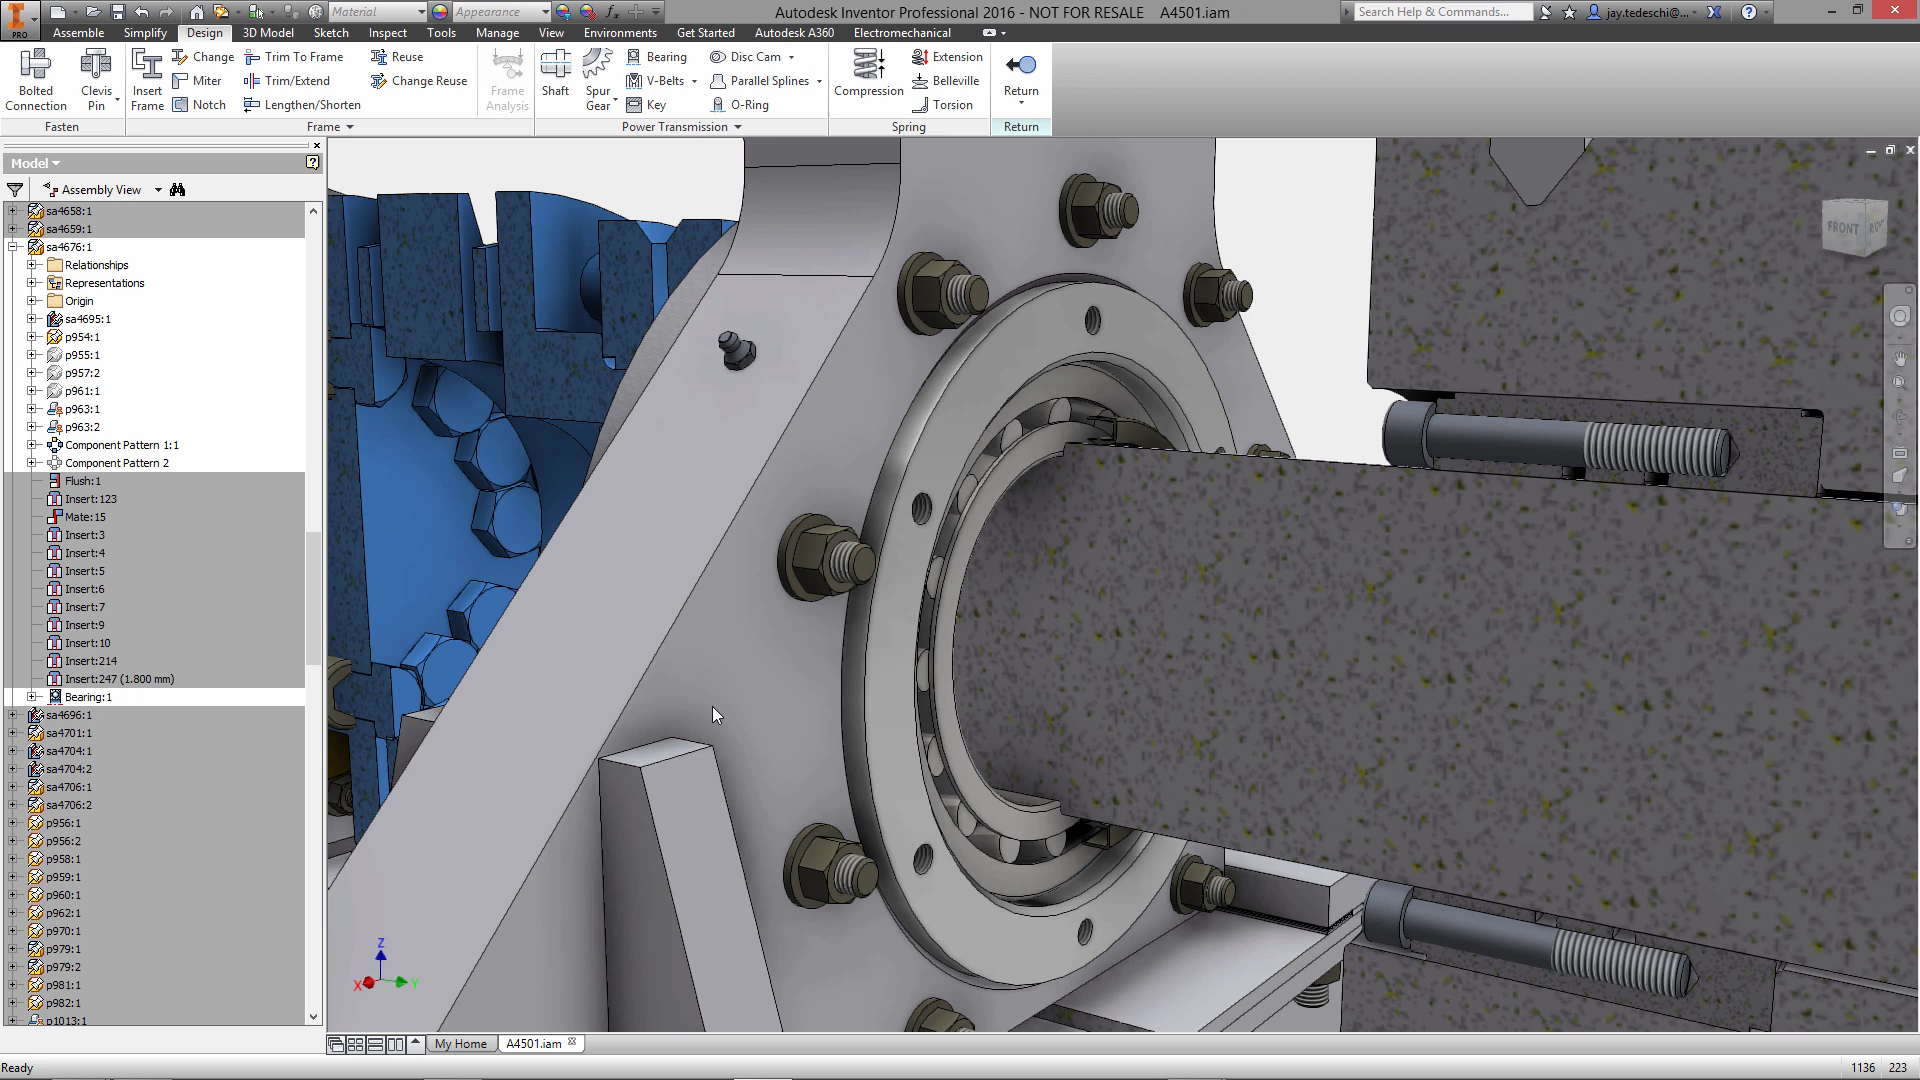 Material
Appearance
Autodesk Inventor Professional 2016 - NOT FOR RESALE A4501.iam
Search Help & Commands...
jay.tedeschi@...
PRO
Assemble Simplify Design 3D Model Sketch Inspect Tools Manage View Environments Get Started Autodesk A360 Electromechanical
Bolted Connection
Clevis Pin
Insert Frame
Change
Miter
Notch
Trim To Frame
Trim/Extend
Lengthen/Shorten
Reuse
Change Reuse
Frame Analysis
Shaft
Spur Gear
Bearing
V-Belts
Key
Disc Cam
Parallel Splines
O-Ring
Compression
Extension
Belleville
Torsion
Return
Fasten Frame Power Transmission Spring Return
Model
Assembly View
sa4658:1
sa4659:1
sa4676:1
Relationships
Representations
Origin
sa4695:1
p954:1
p955:1
p957:2
p961:1
p963:1
p963:2
Component Pattern 1:1
Component Pattern 2
Flush:1
Insert:123
Mate:15
Insert:3
Insert:4
Insert:5
Insert:6
Insert:7
Insert:9
Insert:10
Insert:214
Insert:247 (1.800 mm)
Bearing:1
sa4696:1
sa4701:1
sa4704:1
sa4704:2
sa4706:1
sa4706:2
p956:1
p956:2
p958:1
p959:1
p960:1
p962:1
p970:1
p979:1
p979:2
p981:1
p982:1
p1013:1
FRONT
Z
X
Y
My Home
A4501.iam
Ready
1136 223